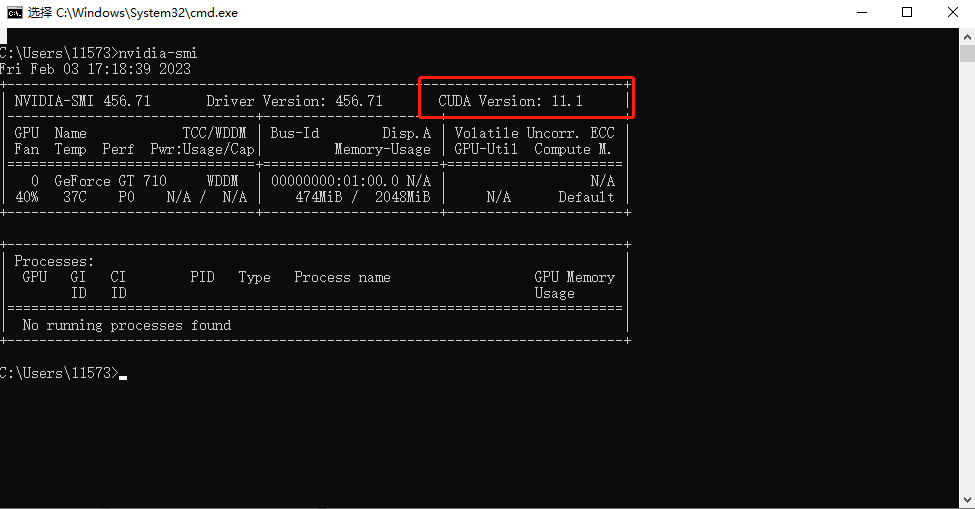 选择 C:\Windows\System32\cmd.exe
C:\Users\11573>nvidia-smi
Fri Feb 03 17:18:39 2023
NVIDIA-SMI 456.71 Driver Version: 456.71 CUDA Version: 11.1
GPU Name TCC/WDDM | Bus-Id Disp.A | Volatile Uncorr. ECC
Fan Temp Perf Pwr:Usage/Cap| Memory-Usage | GPU-Util Compute M.
0 GeForce GT 710 WDDM | 00000000:01:00.0 N/A | N/A
40% 37C P0 N/A / N/A | 474MiB / 2048MiB | N/A Default
Processes:
GPU GI CI PID Type Process name GPU Memory
ID ID Usage
No running processes found
C:\Users\11573>